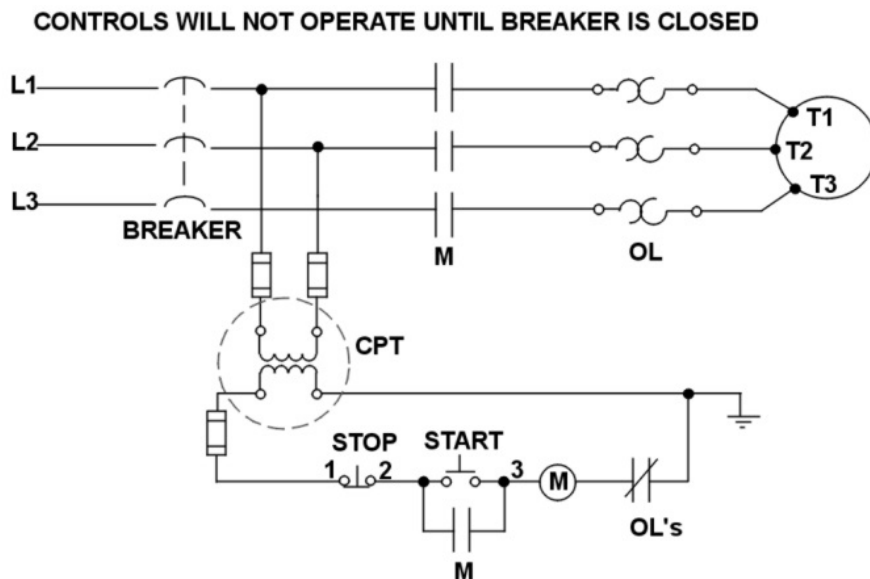 CONTROLS WILL NOT OPERATE UNTIL BREAKER IS CLOSED
L1
T1
L2
T2
T3
L3
BREAKER
M
OL
CPT
STOP
START
1
2
3
M
OL's
M